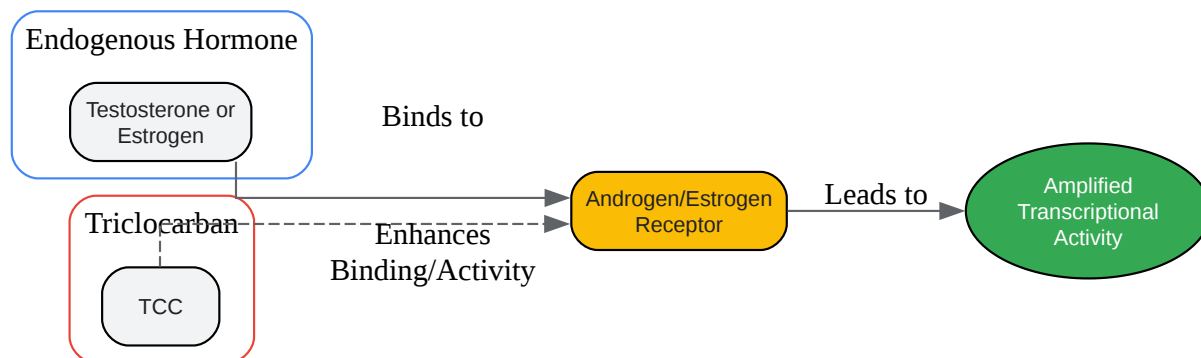 Endogenous Hormone
Testosterone or
Estrogen
Binds to
Triclocarban
TCC
Enhances
Binding/Activity
Androgen/Estrogen
Receptor
Leads to
Amplified
Transcriptional
Activity